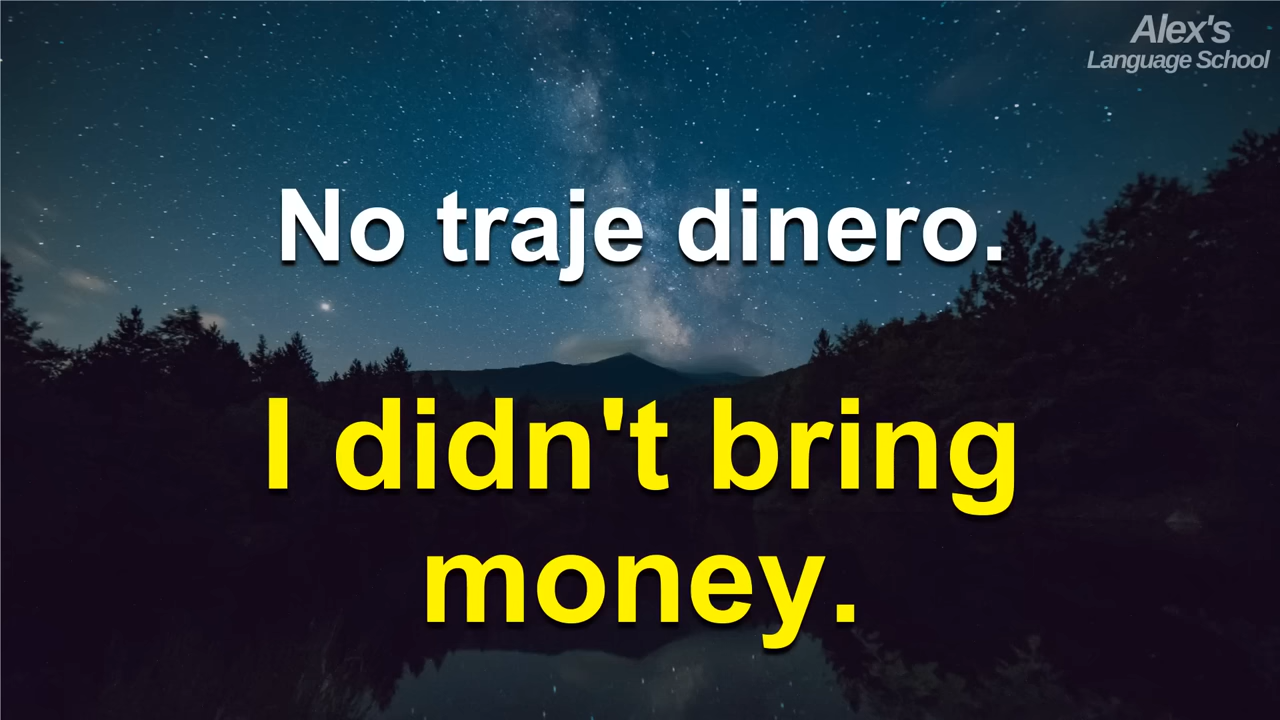 Alex's
Language School
No traje dinero.
I didn't bring
money.